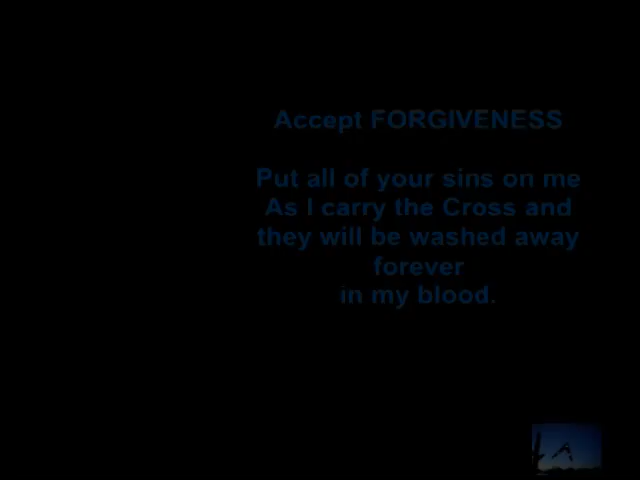 Accept FORGIVENESS
Put all of your sins on me
As I carry the Cross and
they will be washed away
forever
in my blood.